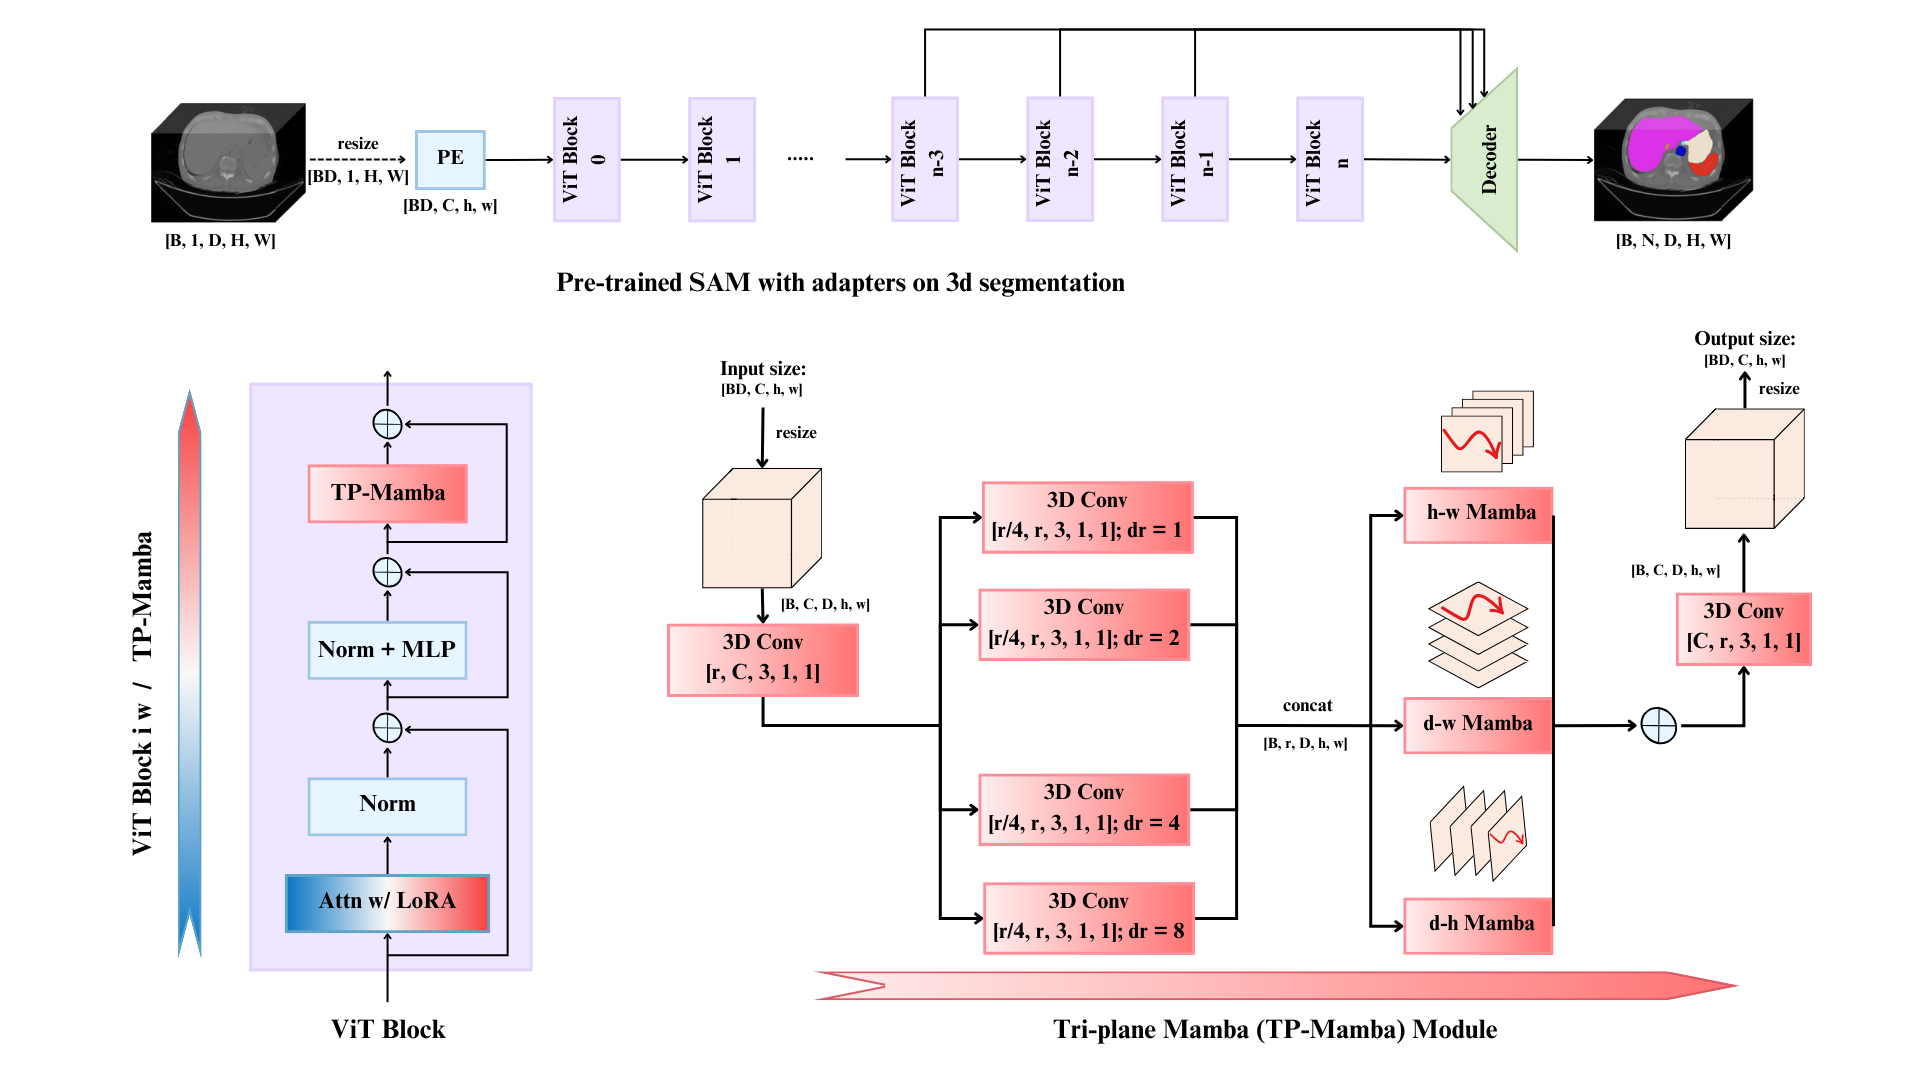 resize
[BD, 1, H, W]
[B, 1, D, H, W]
PE
[BD, C, h, w]
ViT Block
0
ViT Block
1
.....
ViT Block
n-3
ViT Block
n-2
ViT Block
n-1
ViT Block
n
Decoder
[B, N, D, H, W]
Pre-trained SAM with adapters on 3d segmentation
ViT Block i w / TP-Mamba
TP-Mamba
Norm + MLP
Norm
Attn w/ LoRA
ViT Block
Input size:
[BD, C, h, w]
resize
[B, C, D, h, w]
3D Conv
[r, C, 3, 1, 1]
3D Conv
[r/4, r, 3, 1, 1]; dr = 1
3D Conv
[r/4, r, 3, 1, 1]; dr = 2
3D Conv
[r/4, r, 3, 1, 1]; dr = 4
3D Conv
[r/4, r, 3, 1, 1]; dr = 8
concat
[B, r, D, h, w]
h-w Mamba
d-w Mamba
d-h Mamba
Output size:
[BD, C, h, w]
resize
[B, C, D, h, w]
3D Conv
[C, r, 3, 1, 1]
Tri-plane Mamba (TP-Mamba) Module